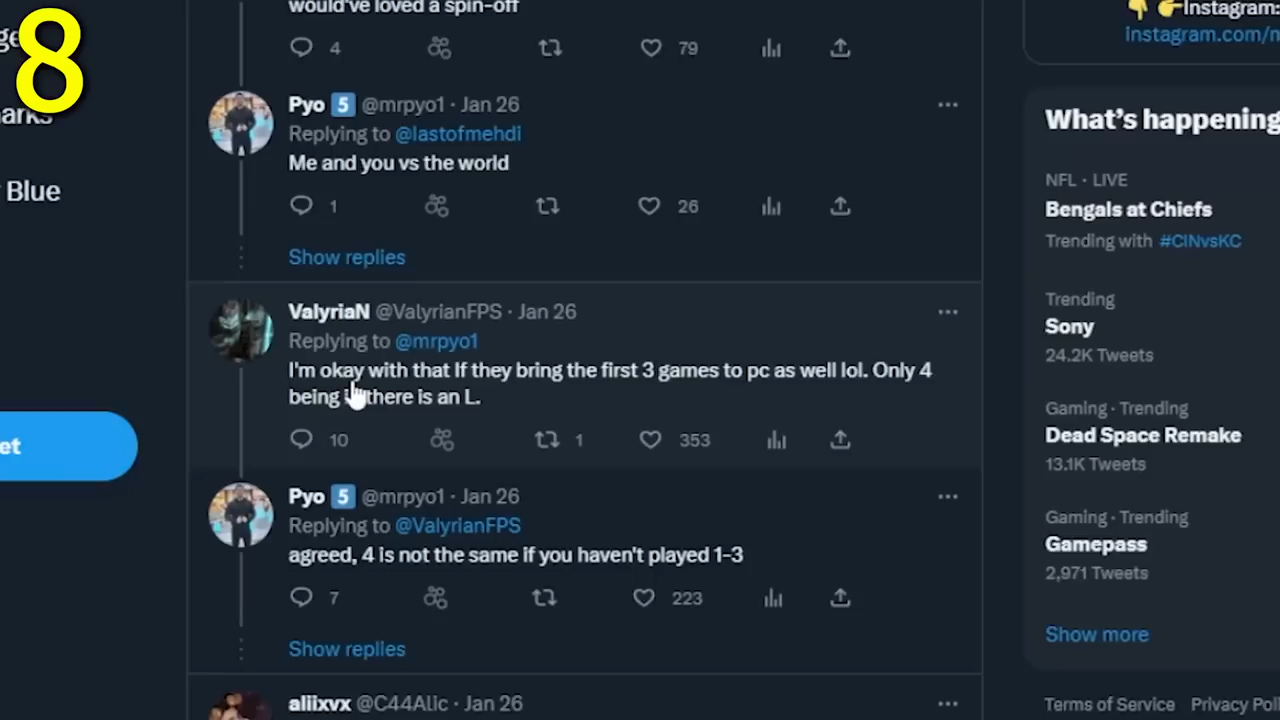 8
would've loved a spin-off
4
79
Pyo 5 @mrpyo1 · Jan 26
Replying to @lastofmehdi
Me and you vs the world
1
26
Show replies
ValyriaN @ValyrianFPS · Jan 26
Replying to @mrpyo1
I'm okay with that If they bring the first 3 games to pc as well lol. Only 4
being there is an L.
10
1
353
Pyo 5 @mrpyo1 · Jan 26
Replying to @ValyrianFPS
agreed, 4 is not the same if you haven't played 1-3
7
223
Show replies
aliixvx @C44Alic · Jan 26
Blue
et
Instagram:
instagram.com/n
What's happening
NFL · LIVE
Bengals at Chiefs
Trending with #CINvsKC
Trending
Sony
24.2K Tweets
Gaming · Trending
Dead Space Remake
13.1K Tweets
Gaming · Trending
Gamepass
2,971 Tweets
Show more
Terms of Service Privacy Pol